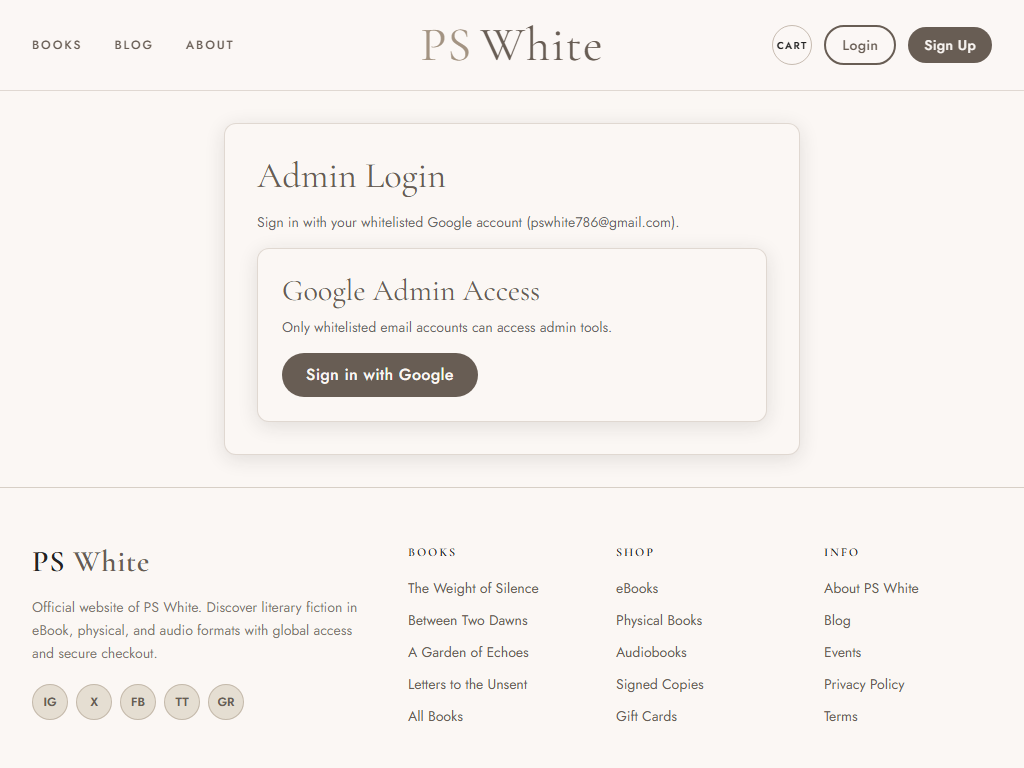 BOOKS BLOG ABOUT PS White CART Login Sign Up
Admin Login
Sign in with your whitelisted Google account (pswhite786@gmail.com).
Google Admin Access
Only whitelisted email accounts can access admin tools.
Sign in with Google
PS White
Official website of PS White. Discover literary fiction in
eBook, physical, and audio formats with global access
and secure checkout.
IG X FB TT GR
BOOKS
The Weight of Silence
Between Two Dawns
A Garden of Echoes
Letters to the Unsent
All Books
SHOP
eBooks
Physical Books
Audiobooks
Signed Copies
Gift Cards
INFO
About PS White
Blog
Events
Privacy Policy
Terms